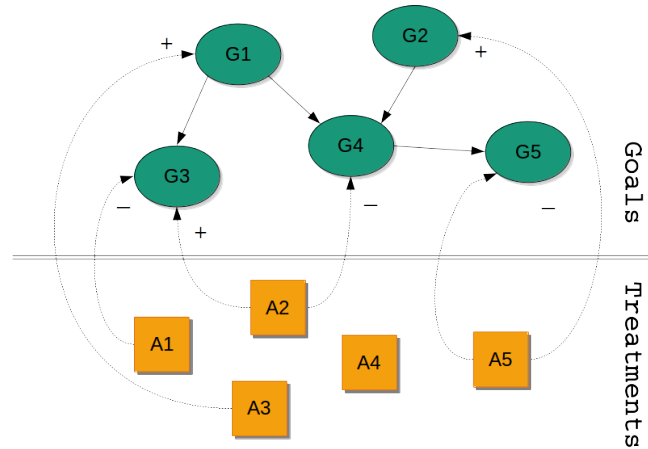 +
G1
G2
+
G4
G5
G3
−
−
−
+
Goals
A2
A1
A4
A5
A3
Treatments